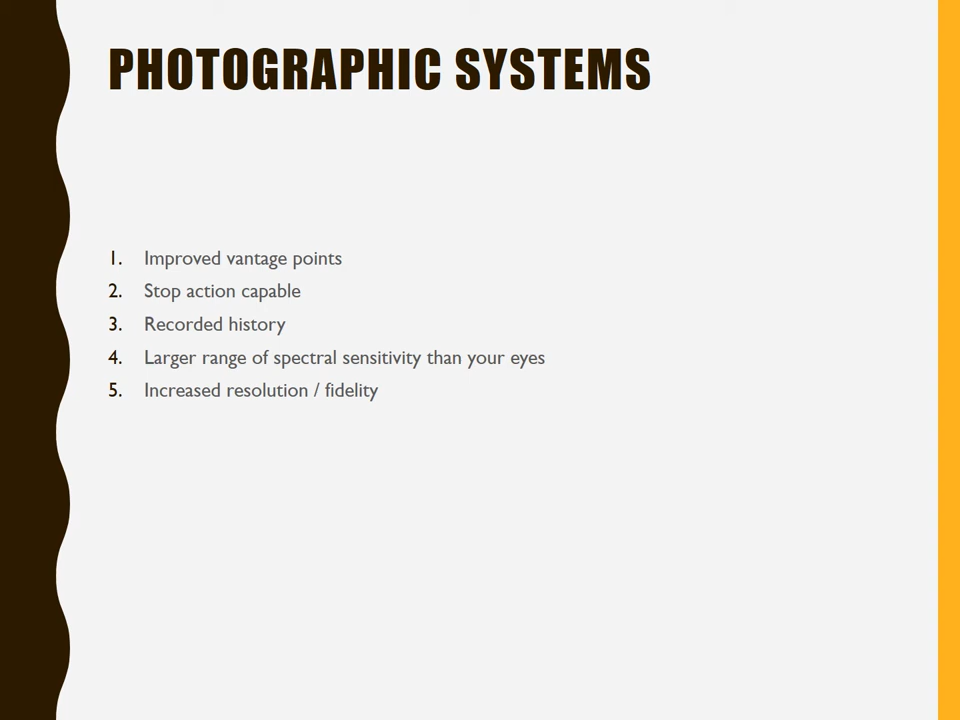 PHOTOGRAPHIC SYSTEMS
1. Improved vantage points
2. Stop action capable
3. Recorded history
4. Larger range of spectral sensitivity than your eyes
5. Increased resolution / fidelity